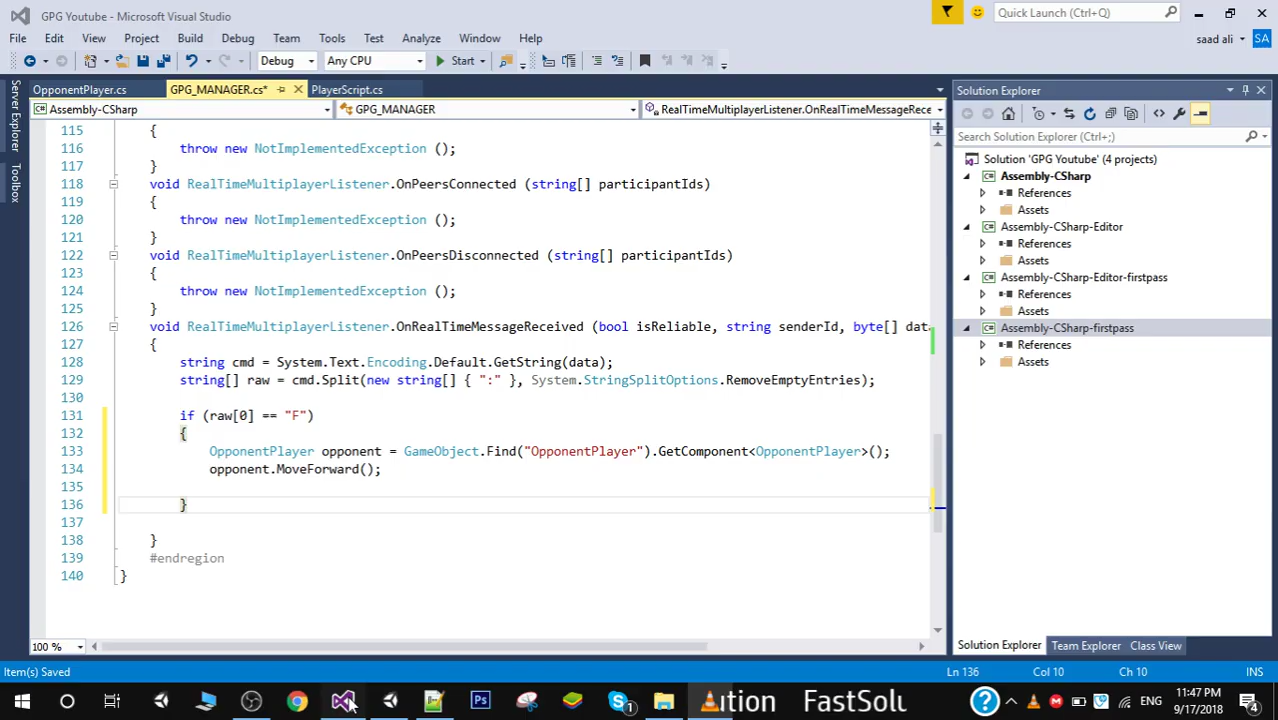 GPG Youtube - Microsoft Visual Studio
Quick Launch (Ctrl+Q)
File Edit View Project Build Debug Team Tools Test Analyze Window Help
saad ali SA
Debug Any CPU Start
OpponentPlayer.cs GPG_MANAGER.cs* PlayerScript.cs
Assembly-CSharp GPG_MANAGER RealTimeMultiplayerListener.OnRealTimeMessageRece
Server Explorer
Toolbox
115 {
116 throw new NotImplementedException ();
117 }
118 void RealTimeMultiplayerListener.OnPeersConnected (string[] participantIds)
119 {
120 throw new NotImplementedException ();
121 }
122 void RealTimeMultiplayerListener.OnPeersDisconnected (string[] participantIds)
123 {
124 throw new NotImplementedException ();
125 }
126 void RealTimeMultiplayerListener.OnRealTimeMessageReceived (bool isReliable, string senderId, byte[] dat
127 {
128 string cmd = System.Text.Encoding.Default.GetString(data);
129 string[] raw = cmd.Split(new string[] { ":" }, System.StringSplitOptions.RemoveEmptyEntries);
130
131 if (raw[0] == "F")
132 {
133 OpponentPlayer opponent = GameObject.Find("OpponentPlayer").GetComponent<OpponentPlayer>();
134 opponent.MoveForward();
135
136 }
137
138 }
139 #endregion
140 }
100 %
Solution Explorer
Search Solution Explorer (Ctrl+;)
Solution 'GPG Youtube' (4 projects)
Assembly-CSharp
References
Assets
Assembly-CSharp-Editor
References
Assets
Assembly-CSharp-Editor-firstpass
References
Assets
Assembly-CSharp-firstpass
References
Assets
Solution Explorer Team Explorer Class View
Item(s) Saved Ln 136 Col 10 Ch 10 INS
Ps
1
ution FastSolu
ENG
11:47 PM
9/17/2018
4